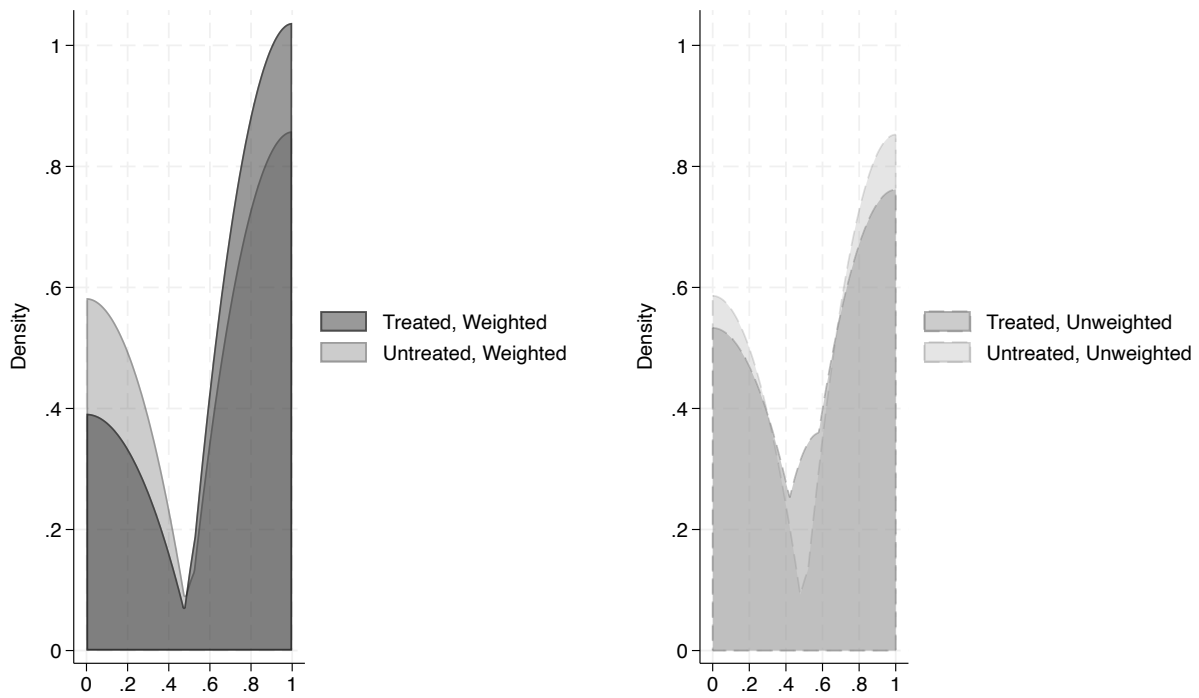 1
.8
.6
.4
.2
0
Density
0 .2 .4 .6 .8 1
Treated, Weighted
Untreated, Weighted
1
.8
.6
.4
.2
0
Density
0 .2 .4 .6 .8 1
Treated, Unweighted
Untreated, Unweighted